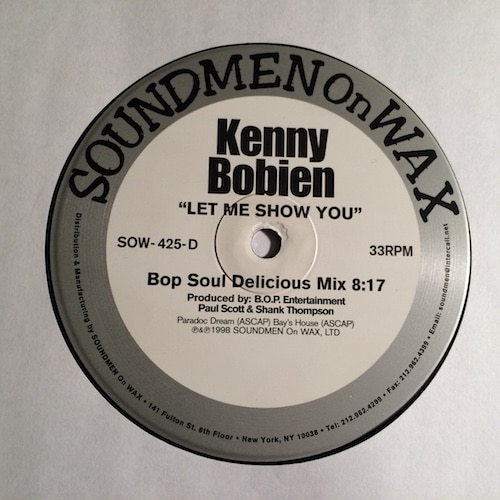 SOUNDMEN On WAX
Kenny
Bobien
"LET ME SHOW YOU"
SOW-425-D
33RPM
Bop Soul Delicious Mix 8:17
Produced by: B.O.P. Entertainment
Paul Scott & Shank Thompson
Paradoc Dream (ASCAP) Bay's House (ASCAP)
℗&℗1998 SOUNDMEN On WAX, LTD
Distribution & Manufacturing by SOUNDMEN On WAX • 141 Fulton St. 6th Floor • New York, NY 10038 • Tel: 212.962.4299 • Fax: 212.962.4399 • Email: soundmen@intercall.net